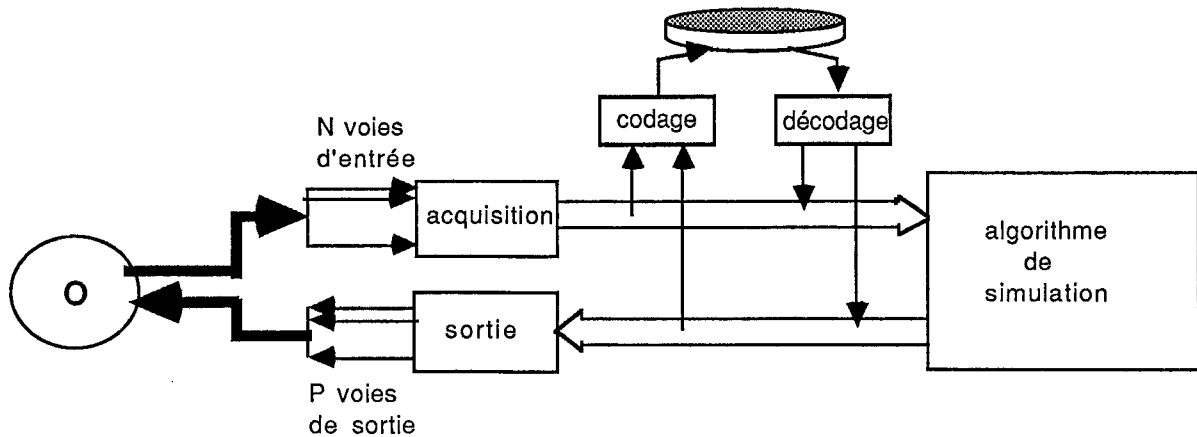 codage
décodage
N voies
d'entrée
acquisition
algorithme
de
simulation
O
sortie
P voies
de sortie